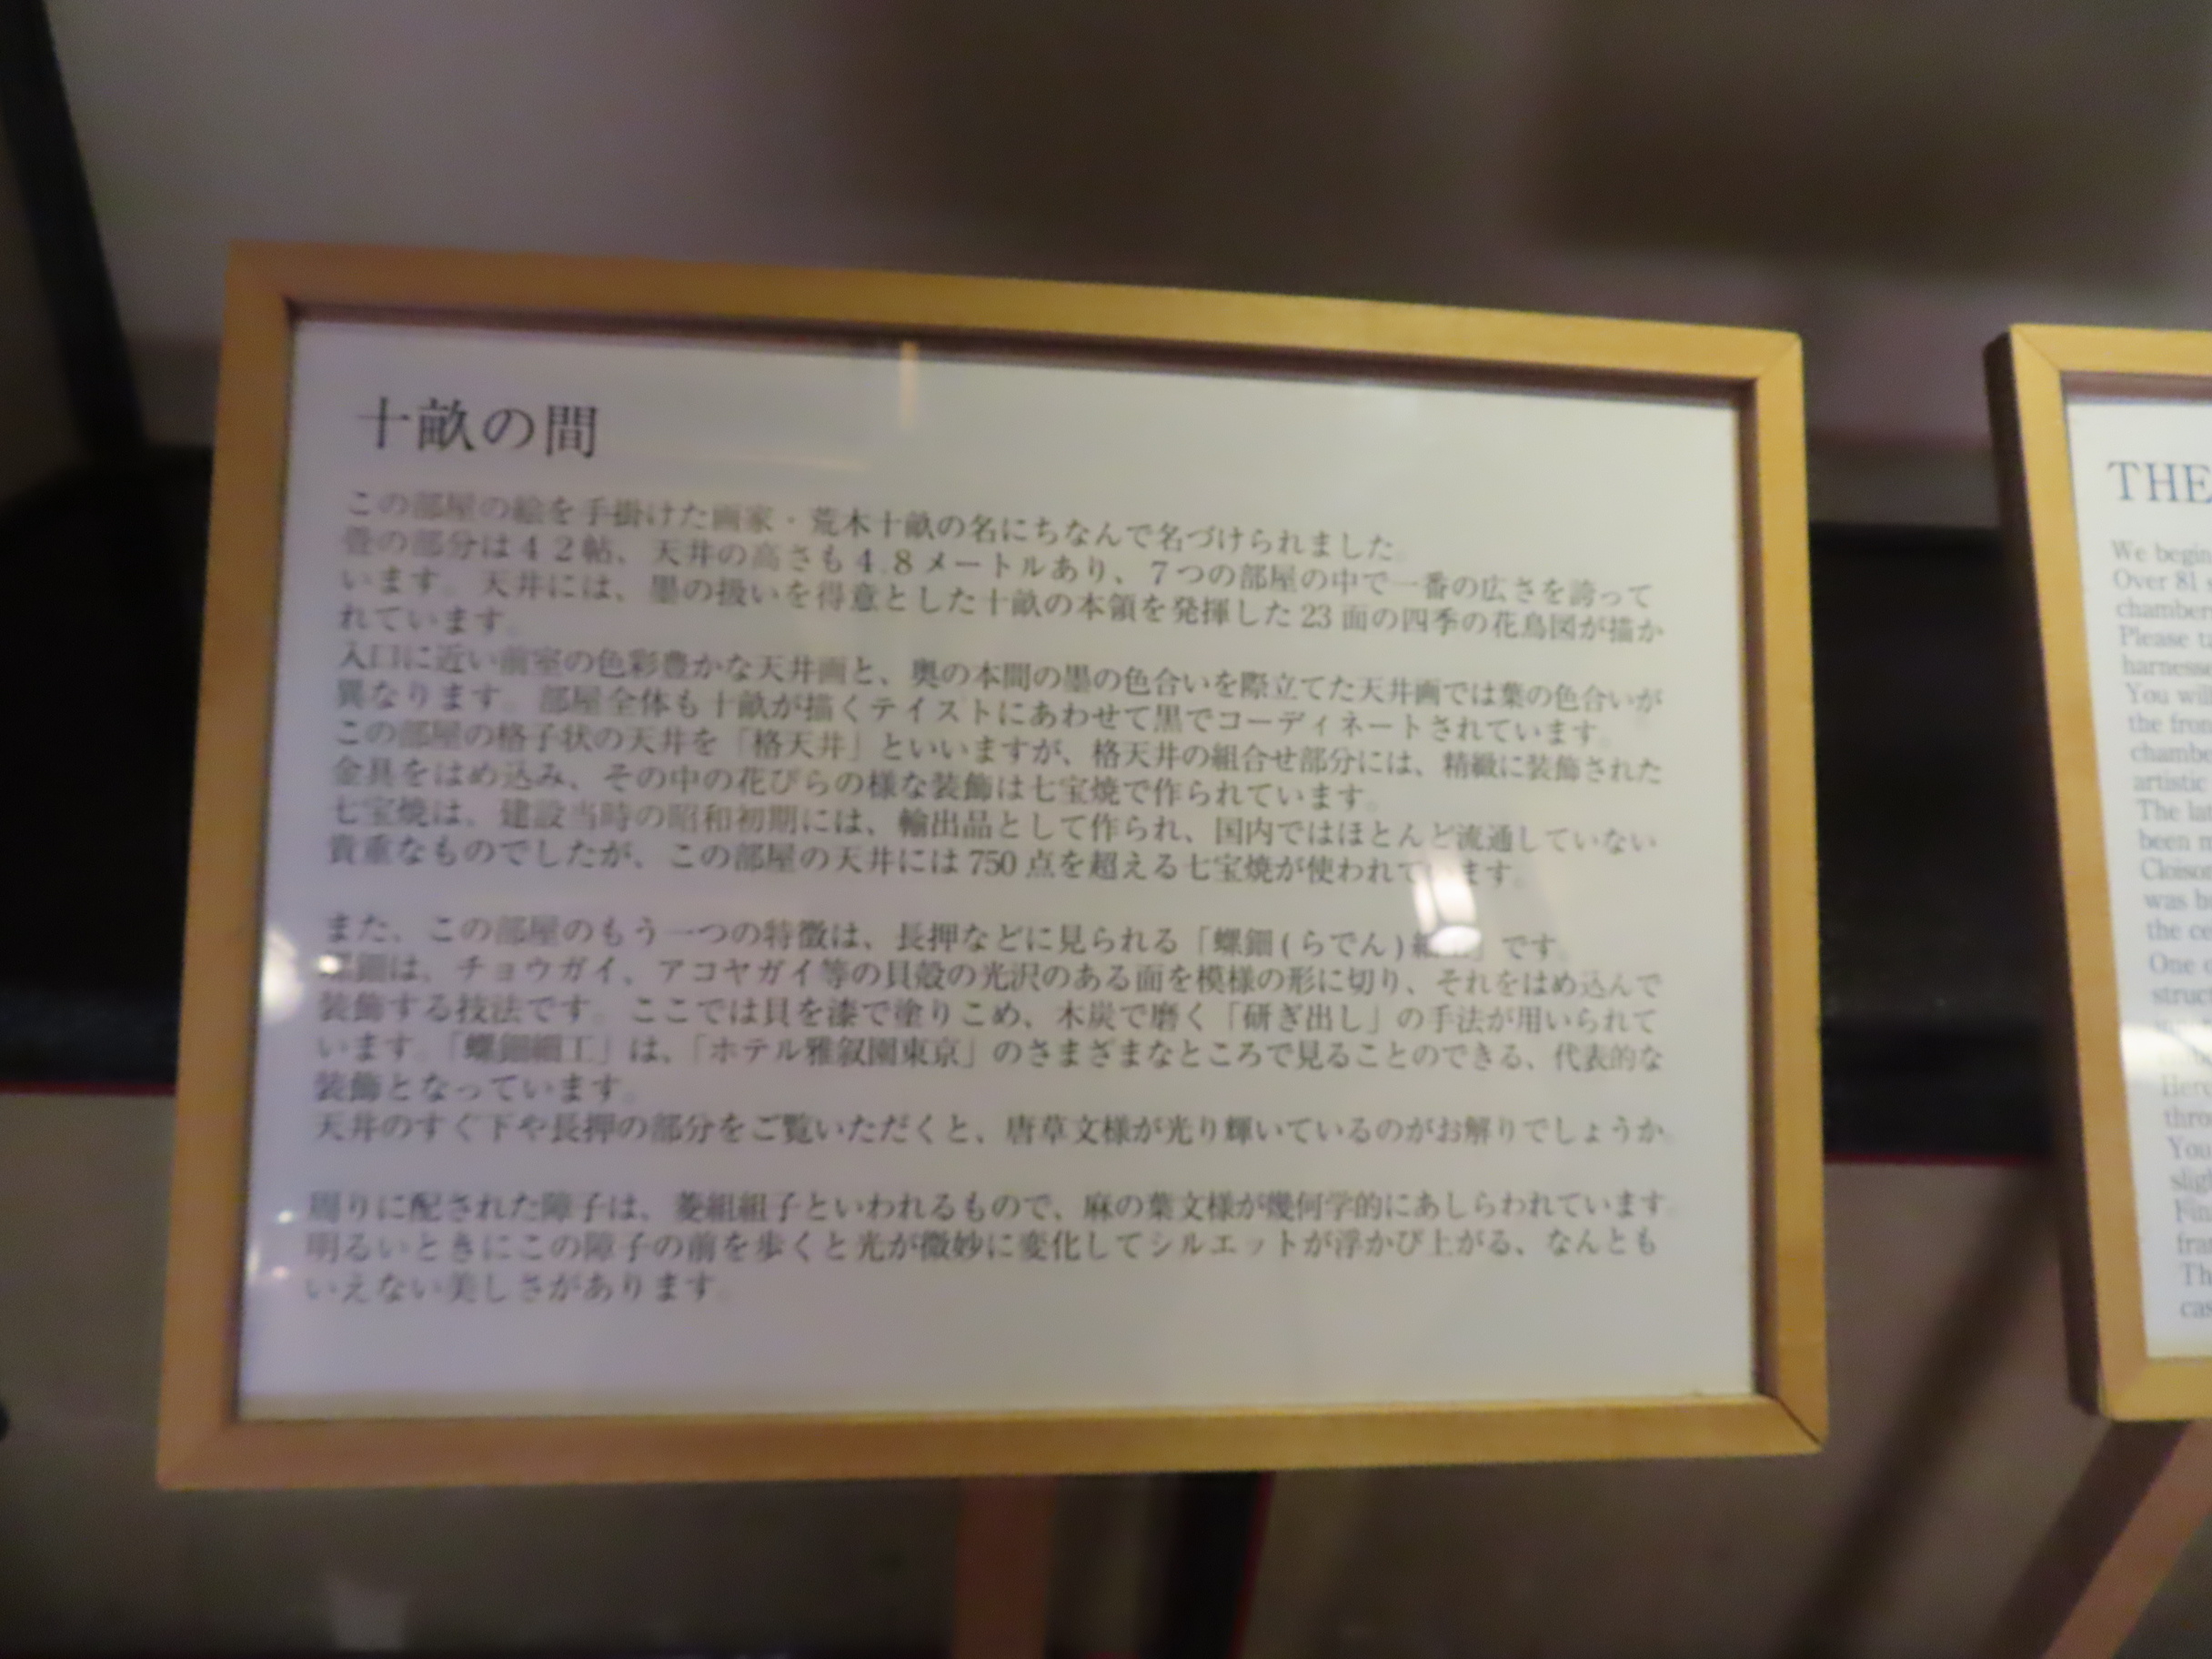 十畝の間
この部屋の絵を手掛けた画家・荒木十畝の名にちなんで名づけられました。
畳の部分は42帖、天井の高さも4.8メートルあり、7つの部屋の中で一番の広さを誇って
います。天井には、墨の扱いを得意とした十畝の本領を発揮した23面の四季の花鳥図が描か
れています。
入口に近い前室の色彩豊かな天井画と、奥の本間の墨の色合いを際立てた天井画では葉の色合いが
異なります。部屋全体も十畝が描くテイストにあわせて黒でコーディネートされています。
この部屋の格子状の天井を「格天井」といいますが、格天井の組合せ部分には、精緻に装飾された
金具をはめ込み、その中の花びらの様な装飾は七宝焼で作られています。
七宝焼は、建設当時の昭和初期には、輸出品として作られ、国内ではほとんど流通していない
貴重なものでしたが、この部屋の天井には750点を超える七宝焼が使われて ます。
また、この部屋のもう一つの特徴は、長押などに見られる「螺鈿(らでん)細 」です。
螺鈿は、チョウガイ、アコヤガイ等の貝殻の光沢のある面を模様の形に切り、それをはめ込んで
装飾する技法です。ここでは貝を漆で塗りこめ、木炭で磨く「研ぎ出し」の手法が用いられて
います。「螺鈿細工」は、「ホテル雅叙園東京」のさまざまなところで見ることのできる、代表的な
装飾となっています。
天井のすぐ下や長押の部分をご覧いただくと、唐草文様が光り輝いているのがお解りでしょうか。
周りに配された障子は、菱組組子といわれるもので、麻の葉文様が幾何学的にあしらわれています。
明るいときにこの障子の前を歩くと光が微妙に変化してシルエットが浮かび上がる、なんとも
いえない美しさがあります。
THE
We begin
Over 81
chamber
Please
harnesse
You wil
the fron
chambe
artistic
The
been
Cloison
was
the
One
struct
thro
You